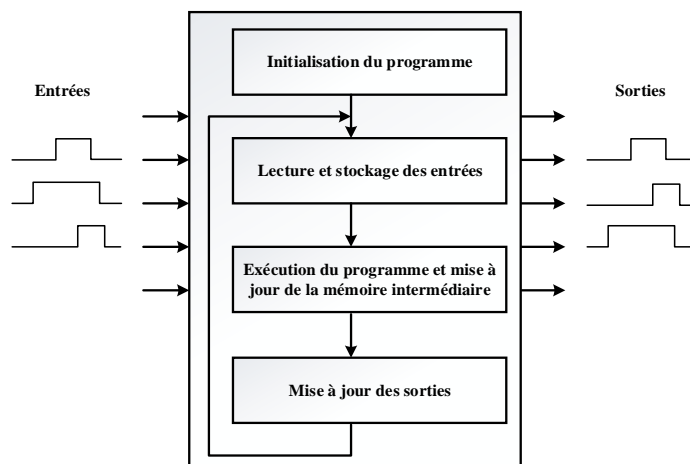 Initialisation du programme
Entrées
Sorties
Lecture et stockage des entrées
Exécution du programme et mise à
jour de la mémoire intermédiaire
Mise à jour des sorties